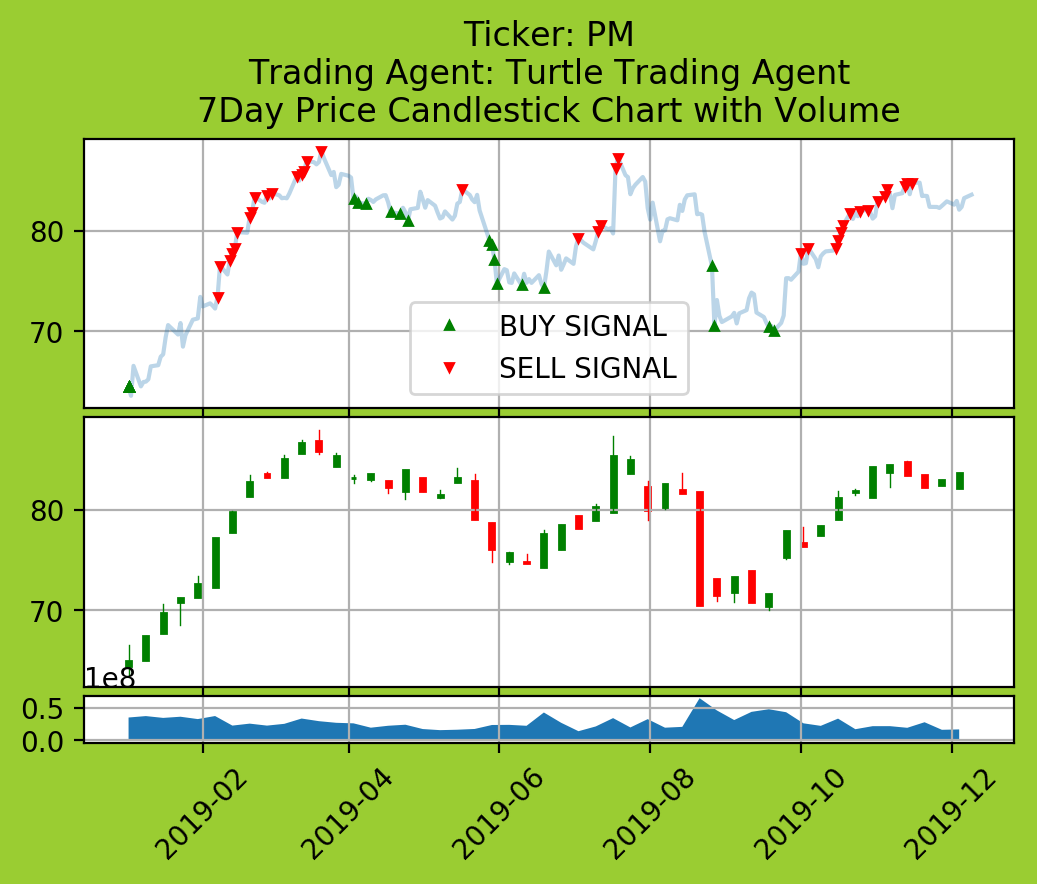 Ticker: PM
Trading Agent: Turtle Trading Agent
7Day Price Candlestick Chart with Volume
80
70
BUY SIGNAL
SELL SIGNAL
80
70
1e8
0.5
0.0
2019-02
2019-04
2019-06
2019-08
2019-10
2019-12